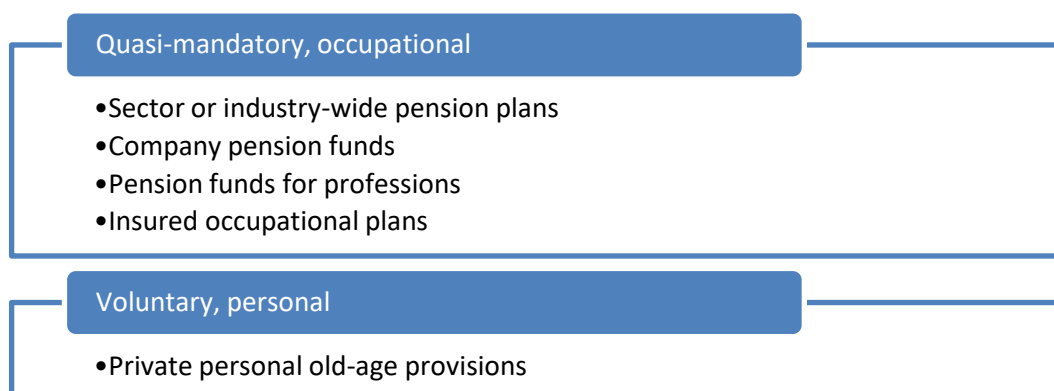 Quasi-mandatory, occupational
•Sector or industry-wide pension plans
•Company pension funds
•Pension funds for professions
•Insured occupational plans
Voluntary, personal
•Private personal old-age provisions